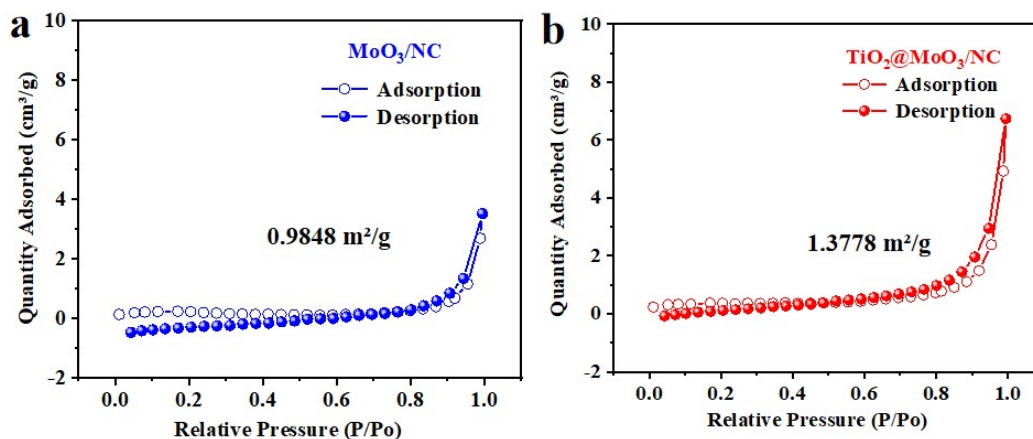 a
MoO₃/NC
Adsorption
Desorption
0.9848 m²/g
Quantity Adsorbed (cm³/g)
10
8
6
4
2
0
-2
0.0 0.2 0.4 0.6 0.8 1.0
Relative Pressure (P/Po)
b
TiO₂@MoO₃/NC
Adsorption
Desorption
1.3778 m²/g
Quantity Adsorbed (cm³/g)
10
8
6
4
2
0
-2
0.0 0.2 0.4 0.6 0.8 1.0
Relative Pressure (P/Po)